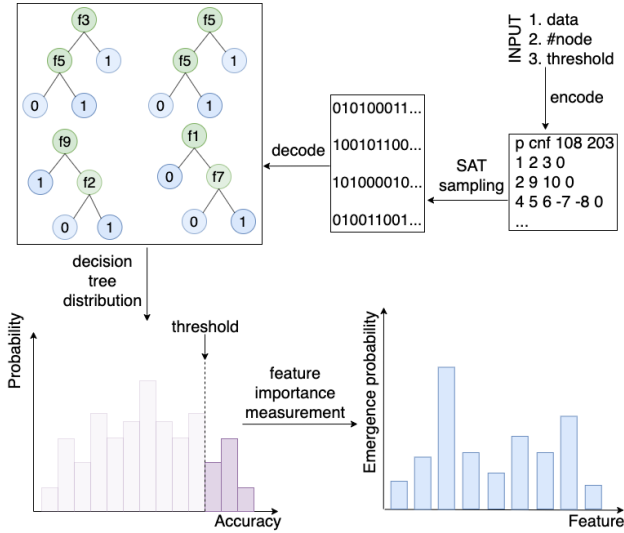 INPUT
1. data
2. #node
3. threshold
encode
p cnf 108 203
1 2 3 0
2 9 10 0
4 5 6 -7 -8 0
...
SAT
sampling
010100011...
100101100...
101000010...
010011001...
decode
f3
f5
1
0
1
f5
f5
1
0
1
f9
1
f2
0
1
f1
0
f7
0
1
decision
tree
distribution
Probability
threshold
Accuracy
feature
importance
measurement
Emergence probability
Feature